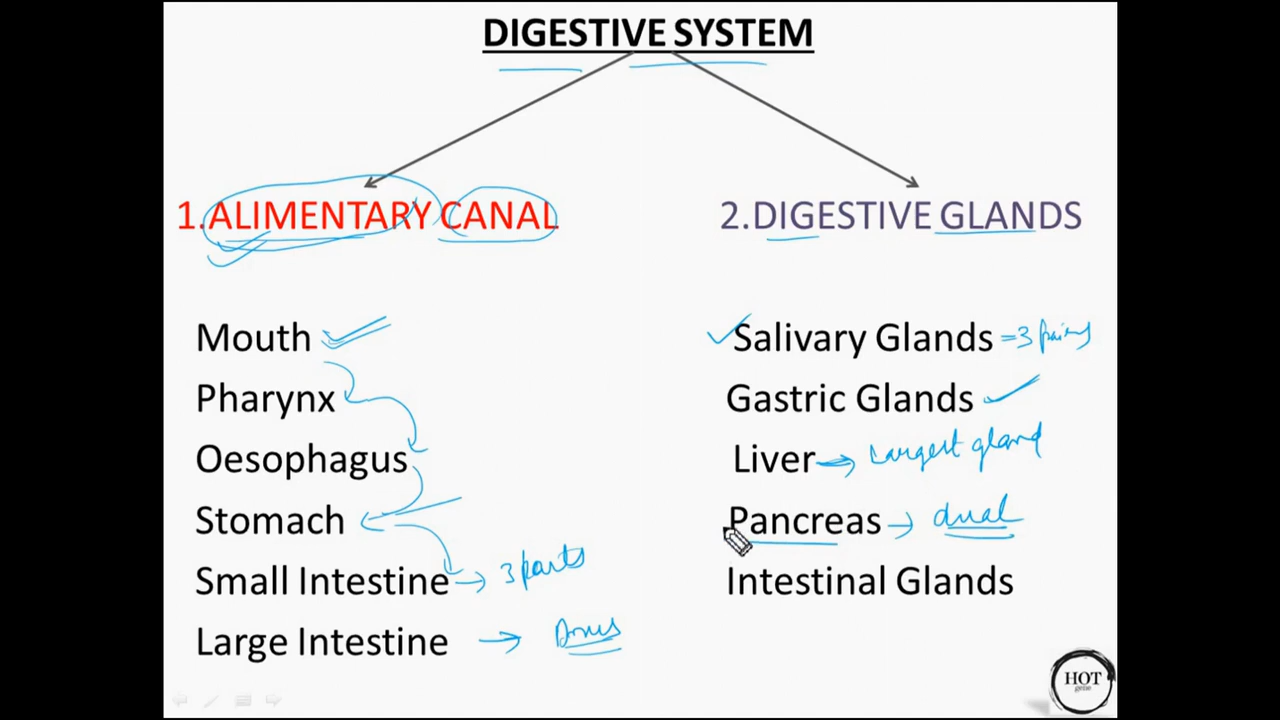 DIGESTIVE SYSTEM
1.ALIMENTARY CANAL
2.DIGESTIVE GLANDS
Mouth
Pharynx
Oesophagus
Stomach
Small Intestine → 3 parts
Large Intestine → Anus
Salivary Glands = 3 pairs
Gastric Glands
Liver → Largest gland
Pancreas → dual
Intestinal Glands
HOT
gene